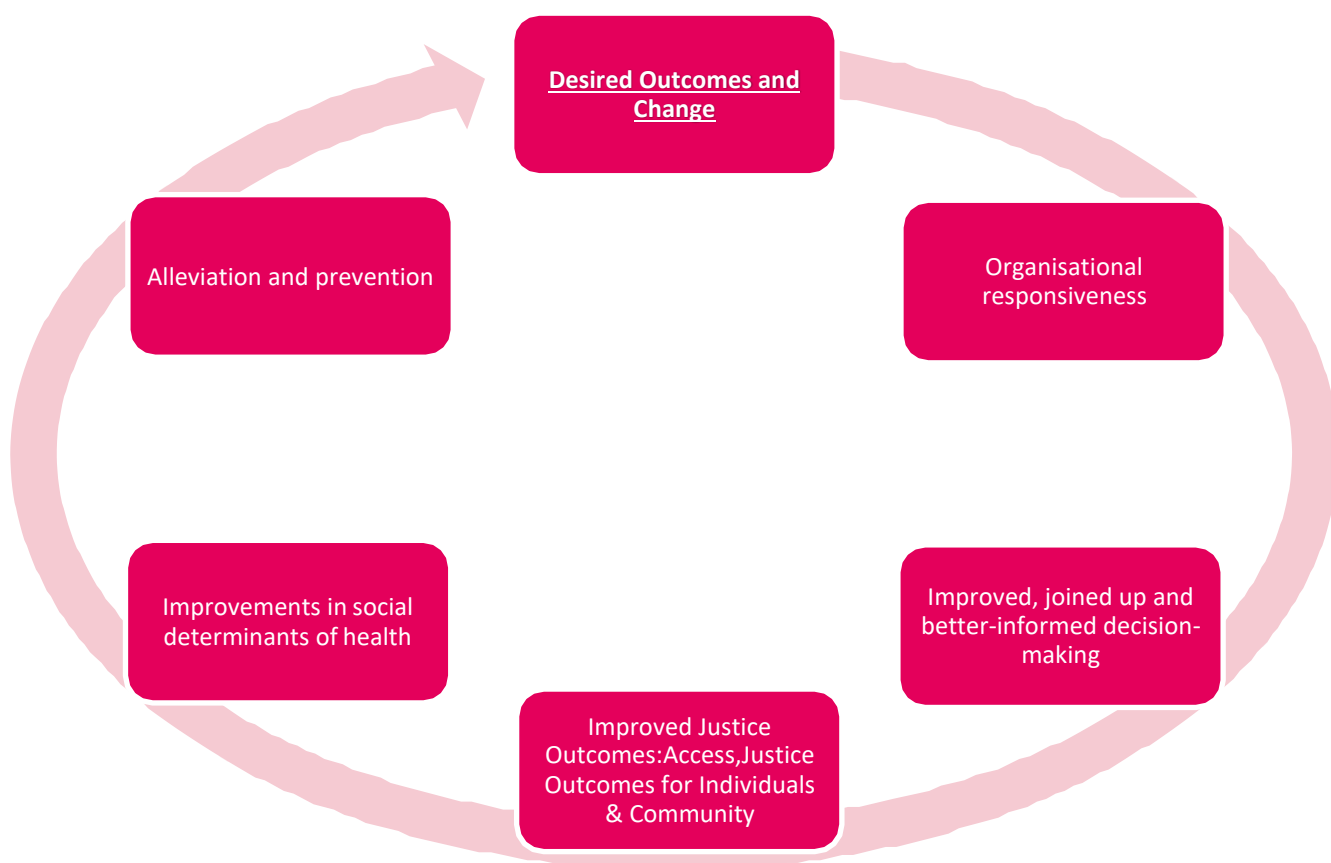 Desired Outcomes and
Change
Organisational
responsiveness
Improved, joined up and
better-informed decision-
making
Improved Justice
Outcomes:Access,Justice
Outcomes for Individuals
& Community
Improvements in social
determinants of health
Alleviation and prevention